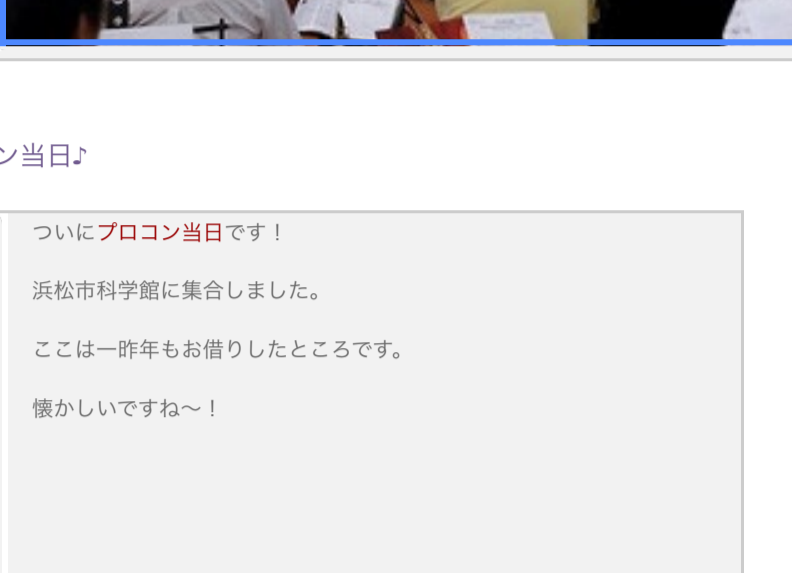 ン当日♪
ついにプロコン当日です！
浜松市科学館に集合しました。
ここは一昨年もお借りしたところです。
懐かしいですね〜！